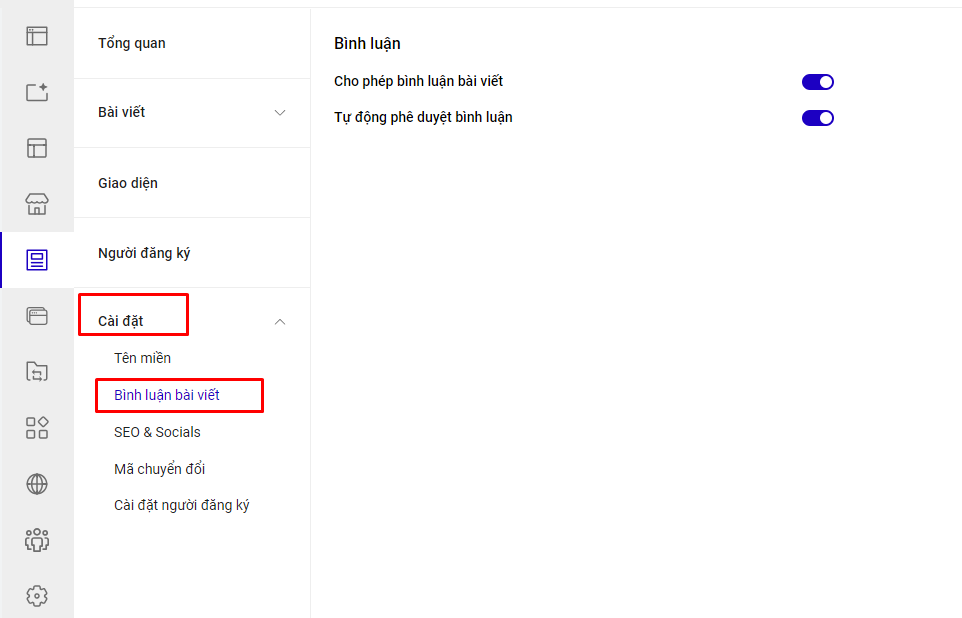 Tổng quan
Bài viết
Giao diện
Người đăng ký
Cài đặt
Tên miền
Bình luận bài viết
SEO & Socials
Mã chuyển đổi
Cài đặt người đăng ký
Bình luận
Cho phép bình luận bài viết
Tự động phê duyệt bình luận